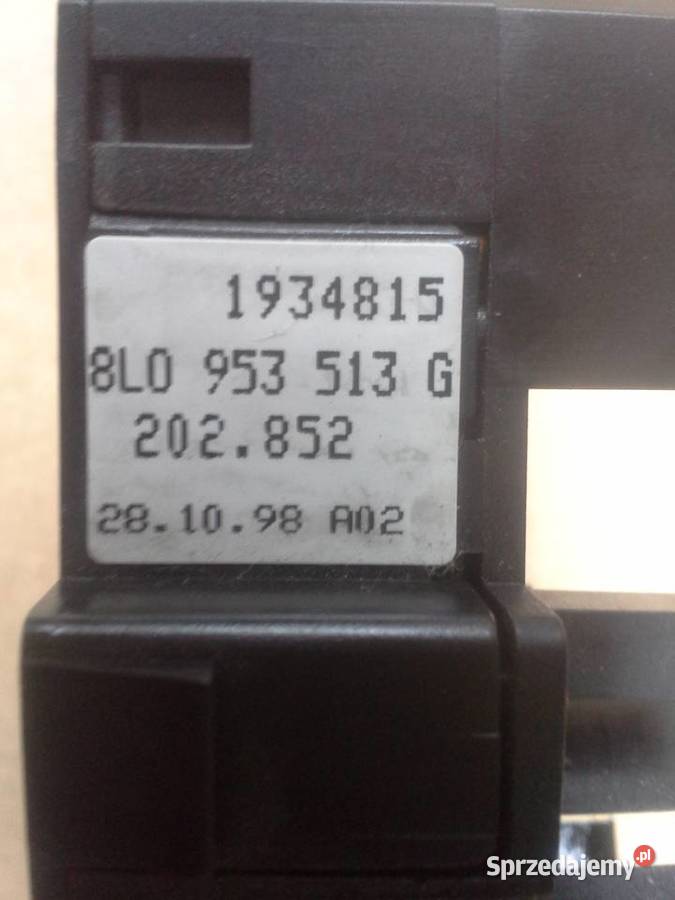 1934815
8L0 953 513 G
202.852
28.10.98 A02
Sprzedajemy.pl